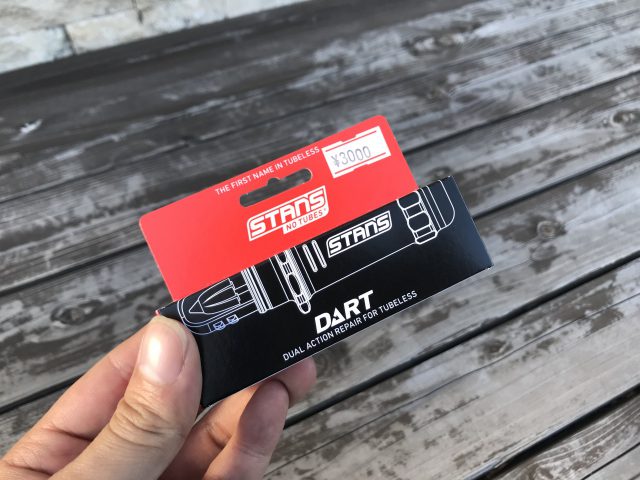 THE FIRST NAME IN TUBELESS
¥3000
STANS
NO TUBES
STANS
DART
DUAL ACTION REPAIR FOR TUBELESS